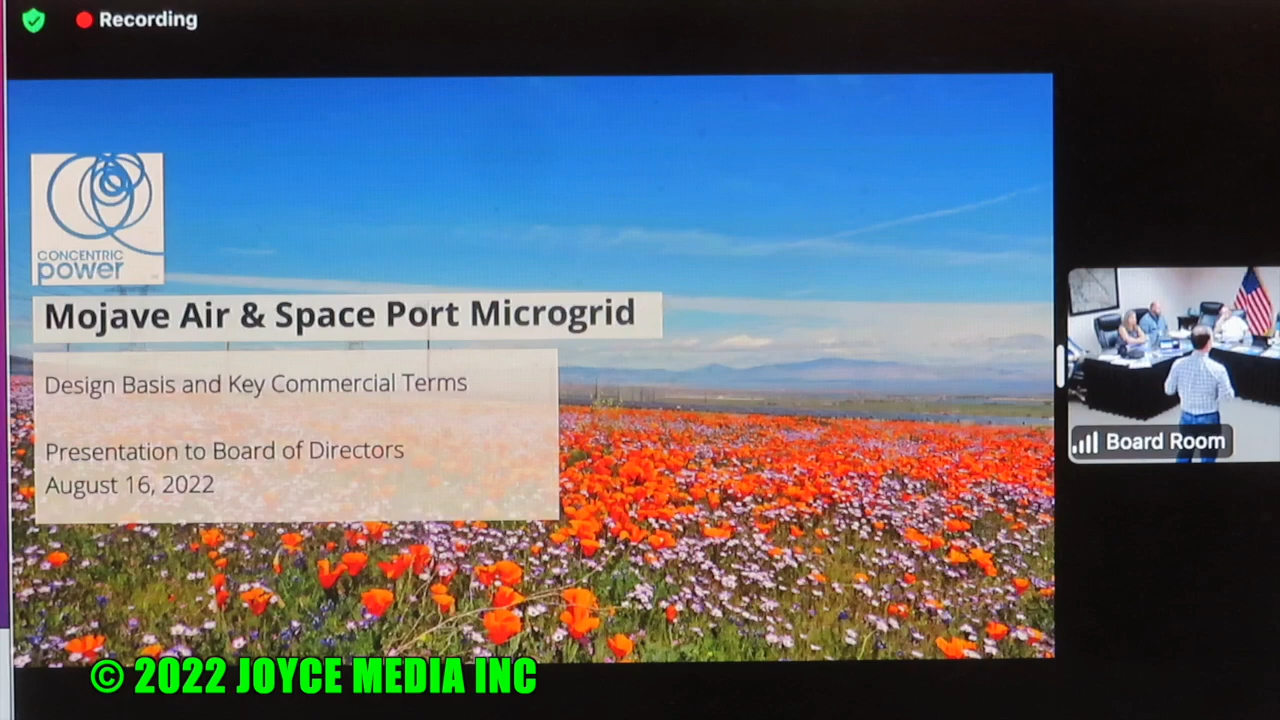 Recording
CONCENTRIC
power
Mojave Air & Space Port Microgrid
Design Basis and Key Commercial Terms
Presentation to Board of Directors
August 16, 2022
Board Room
© 2022 JOYCE MEDIA INC